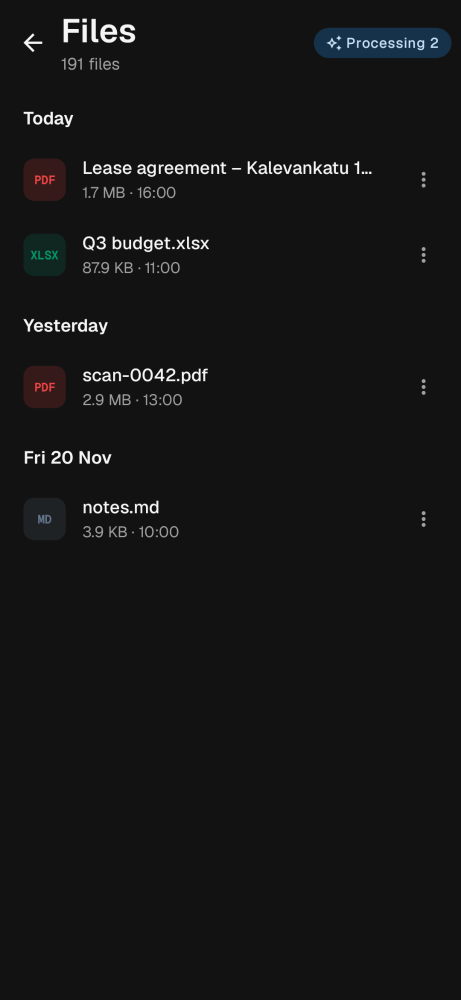 Files
191 files
Processing 2
Today
PDF
Lease agreement – Kalevankatu 1...
1.7 MB · 16:00
XLSX
Q3 budget.xlsx
87.9 KB · 11:00
Yesterday
PDF
scan-0042.pdf
2.9 MB · 13:00
Fri 20 Nov
MD
notes.md
3.9 KB · 10:00